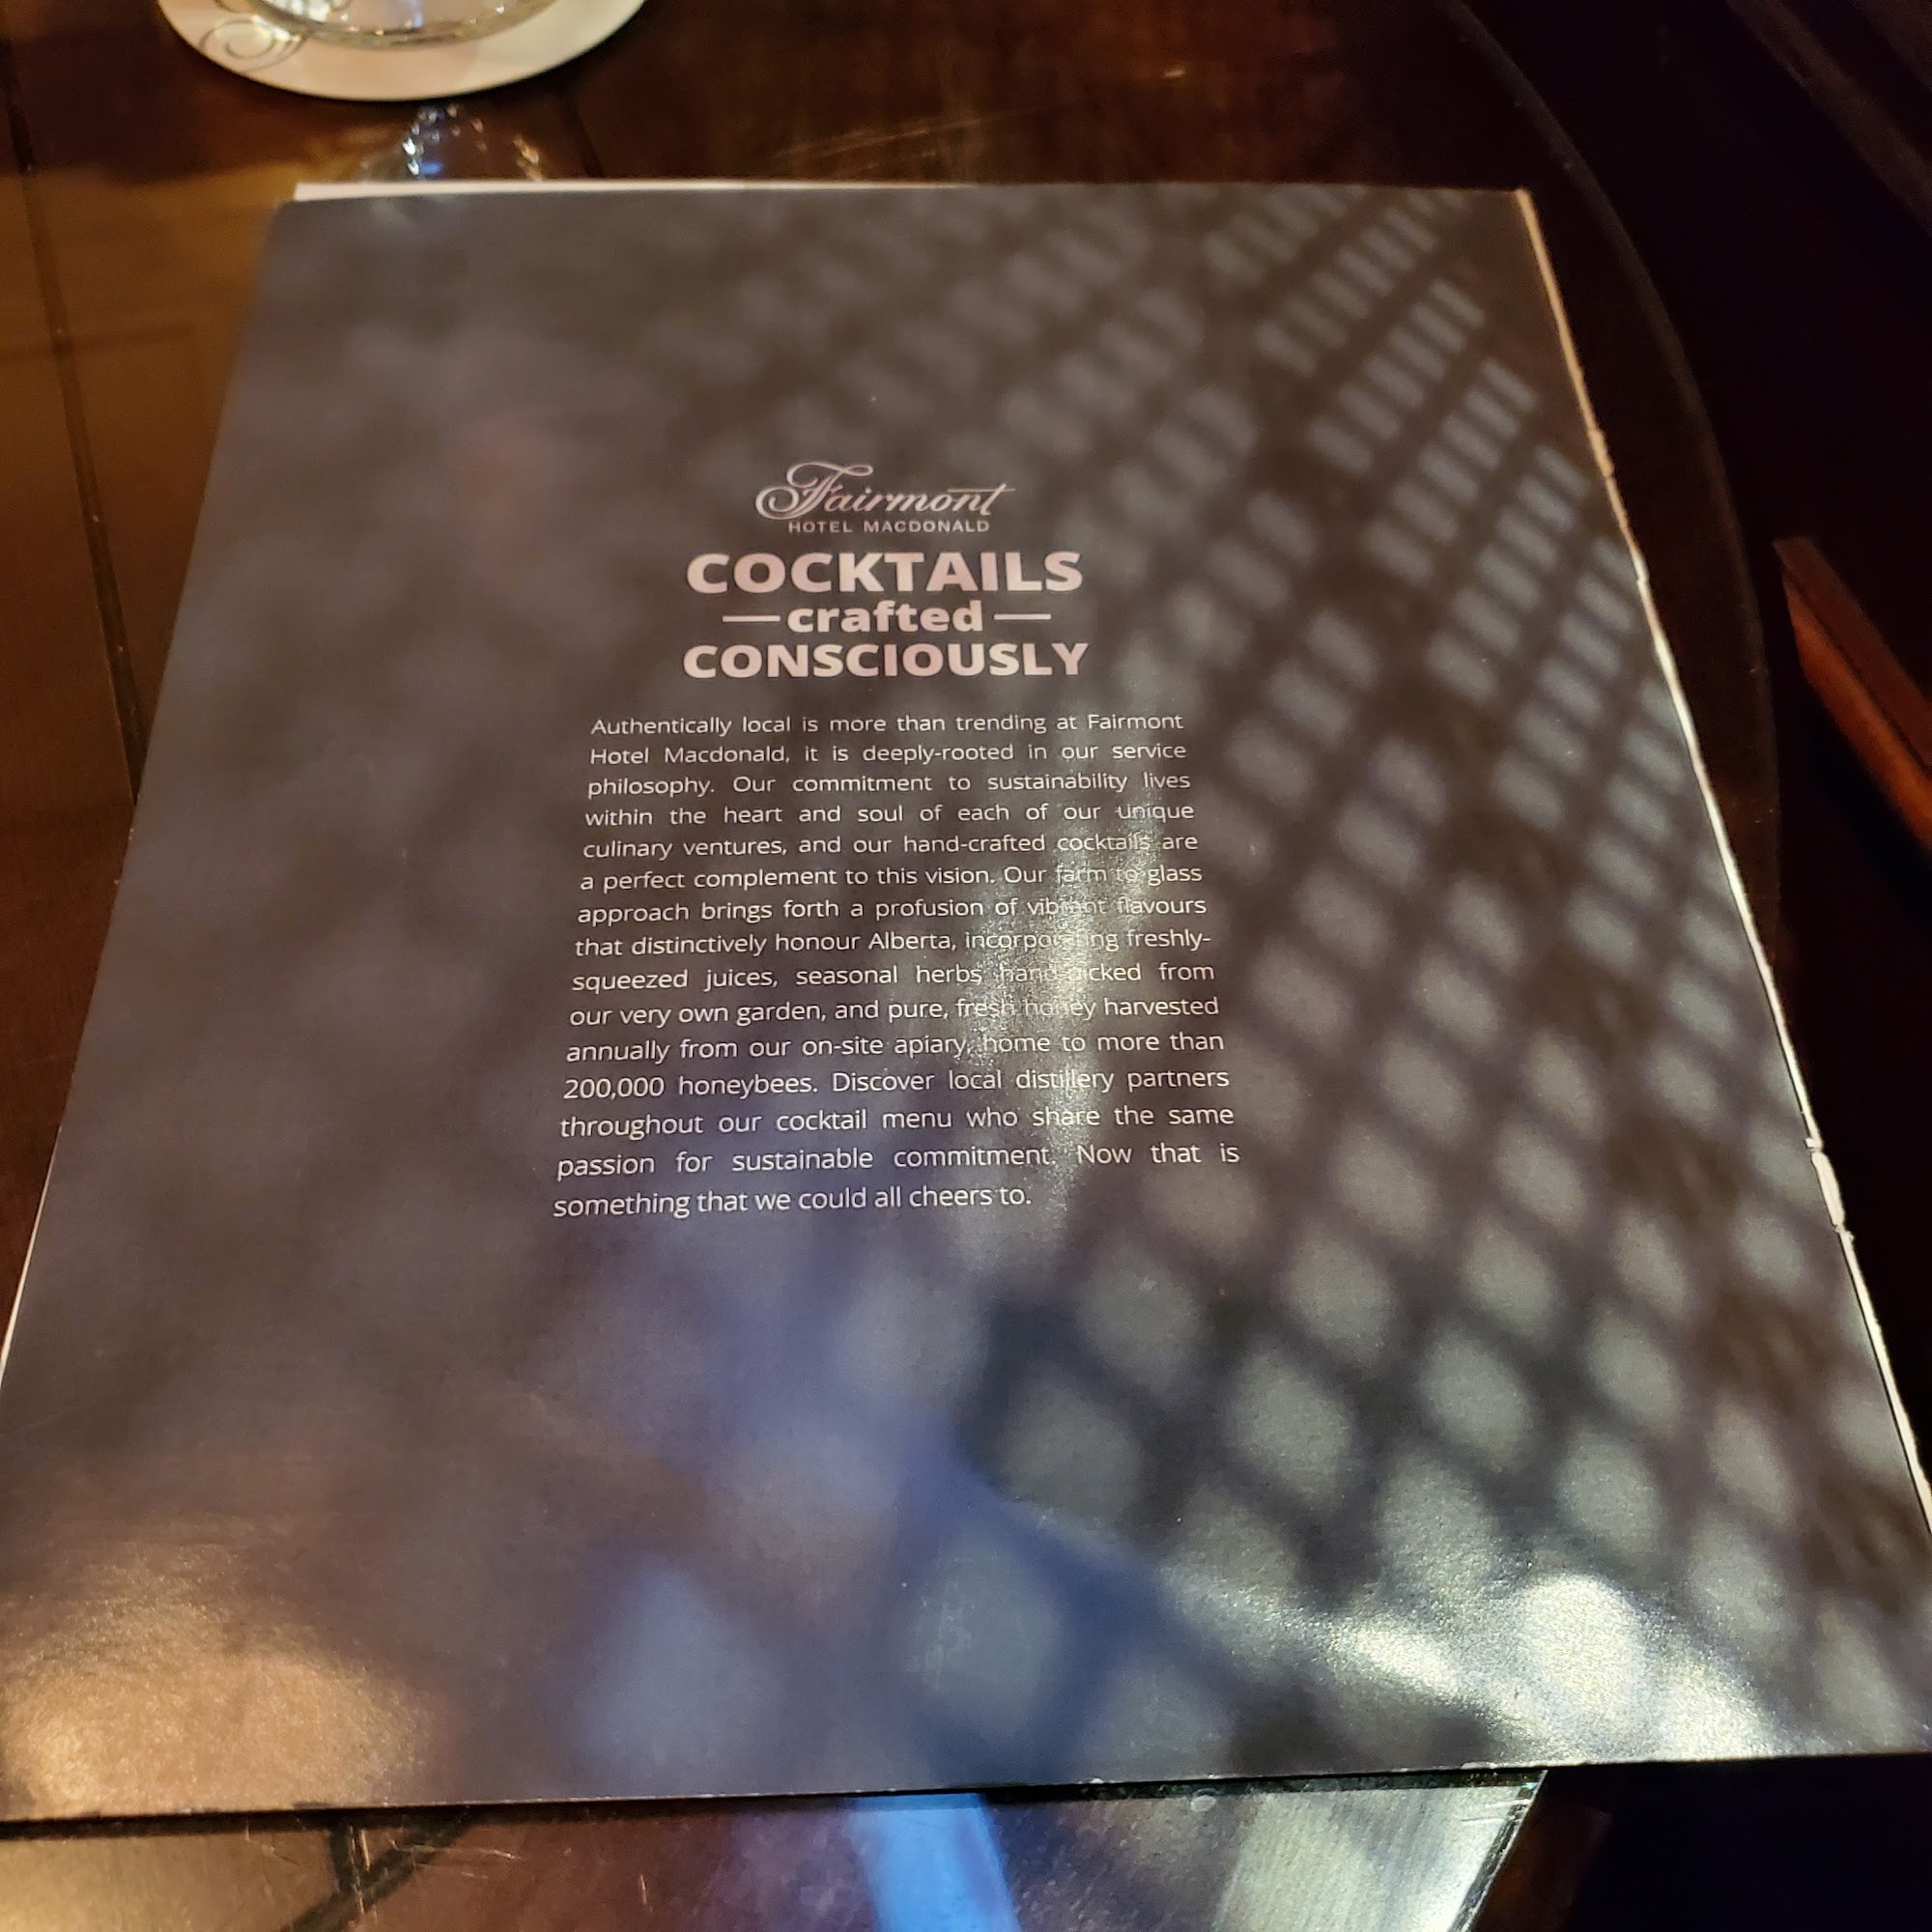 Fairmont
HOTEL MACDONALD
COCKTAILS
crafted
CONSCIOUSLY
Authentically local is more than trending at Fairmont
Hotel Macdonald, it is deeply-rooted in our service
philosophy. Our commitment to sustainability lives
within the heart and soul of each of our unique
culinary ventures, and our hand-crafted cocktails are
a perfect complement to this vision. Our farm to glass
approach brings forth a profusion of vibrant flavours
that distinctively honour Alberta, incorporating freshly-
squeezed juices, seasonal herbs hand-picked from
our very own garden, and pure, fresh honey harvested
annually from our on-site apiary, home to more than
200,000 honeybees. Discover local distillery partners
throughout our cocktail menu who share the same
passion for sustainable commitment. Now that is
something that we could all cheers to.